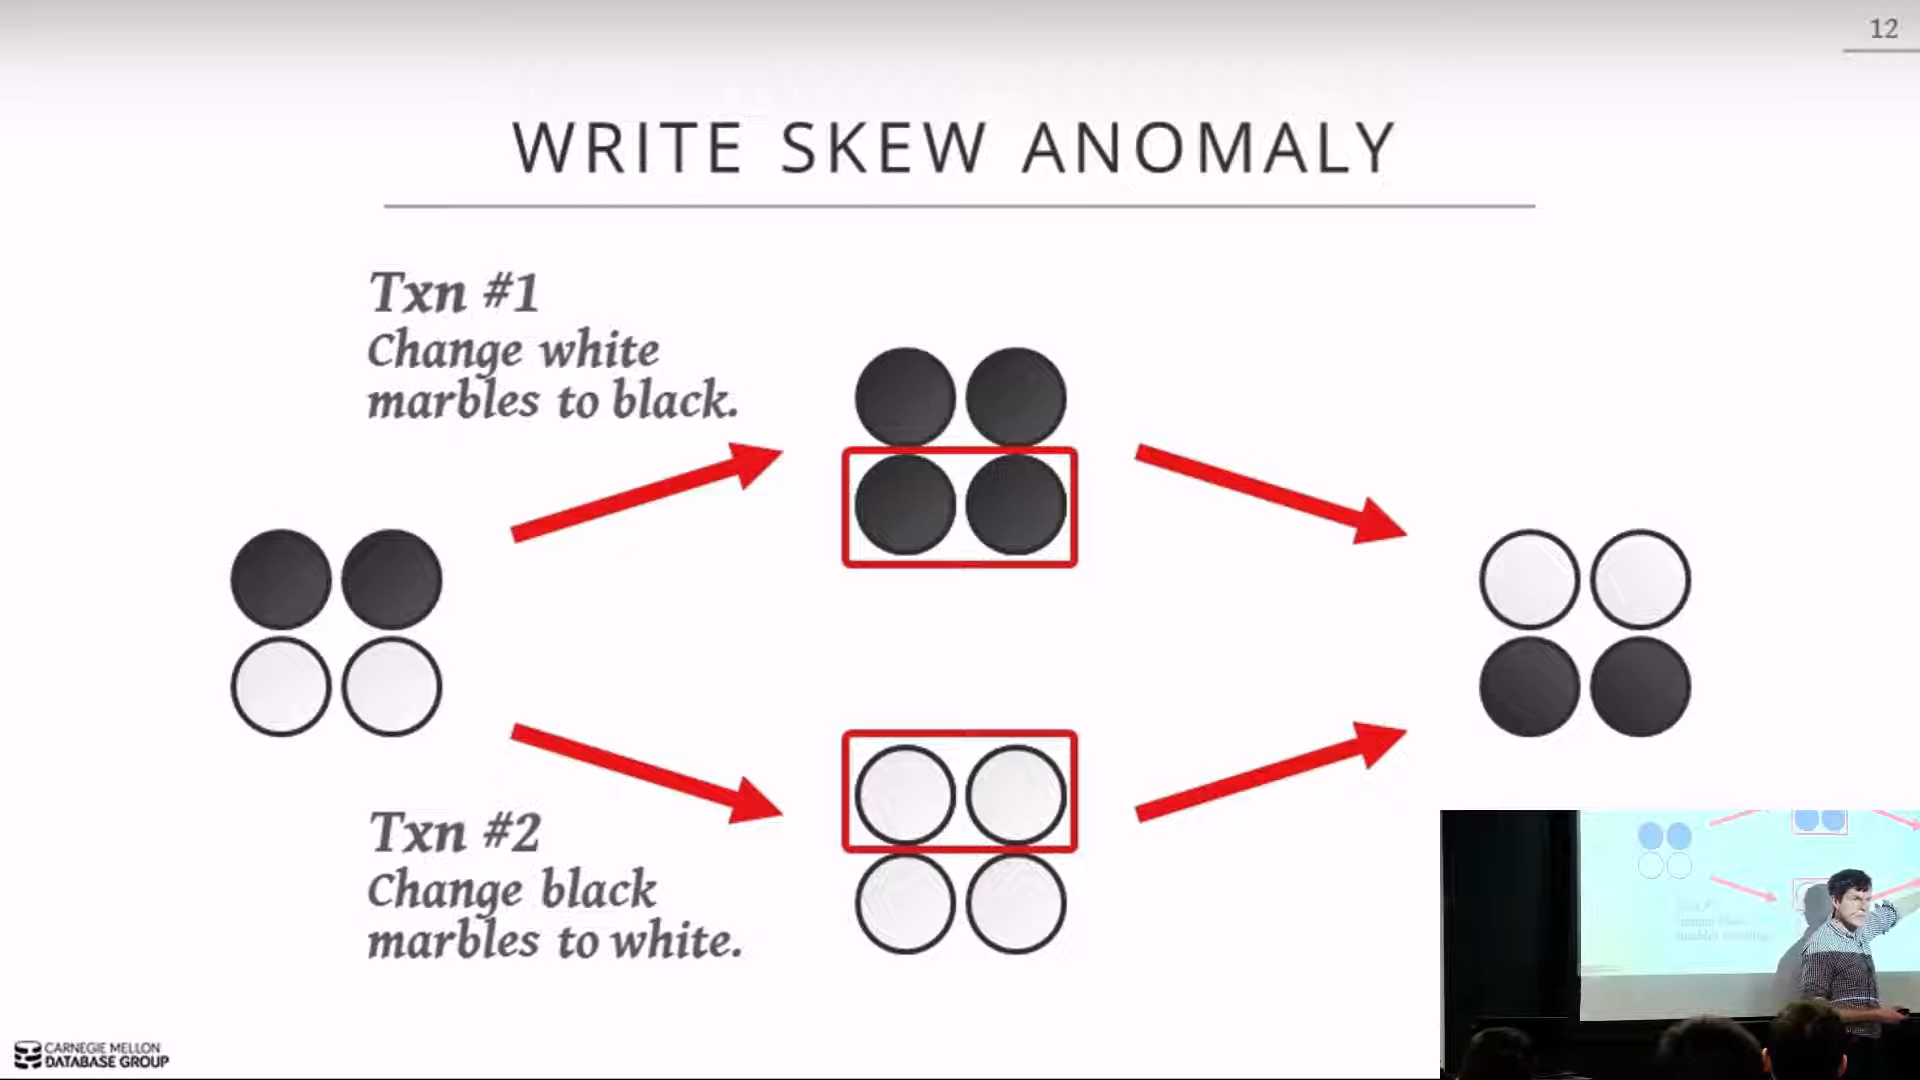 12
WRITE SKEW ANOMALY
Txn #1
Change white
marbles to black.
Txn #2
Change black
marbles to white.
CARNEGIE MELLON
DATABASE GROUP